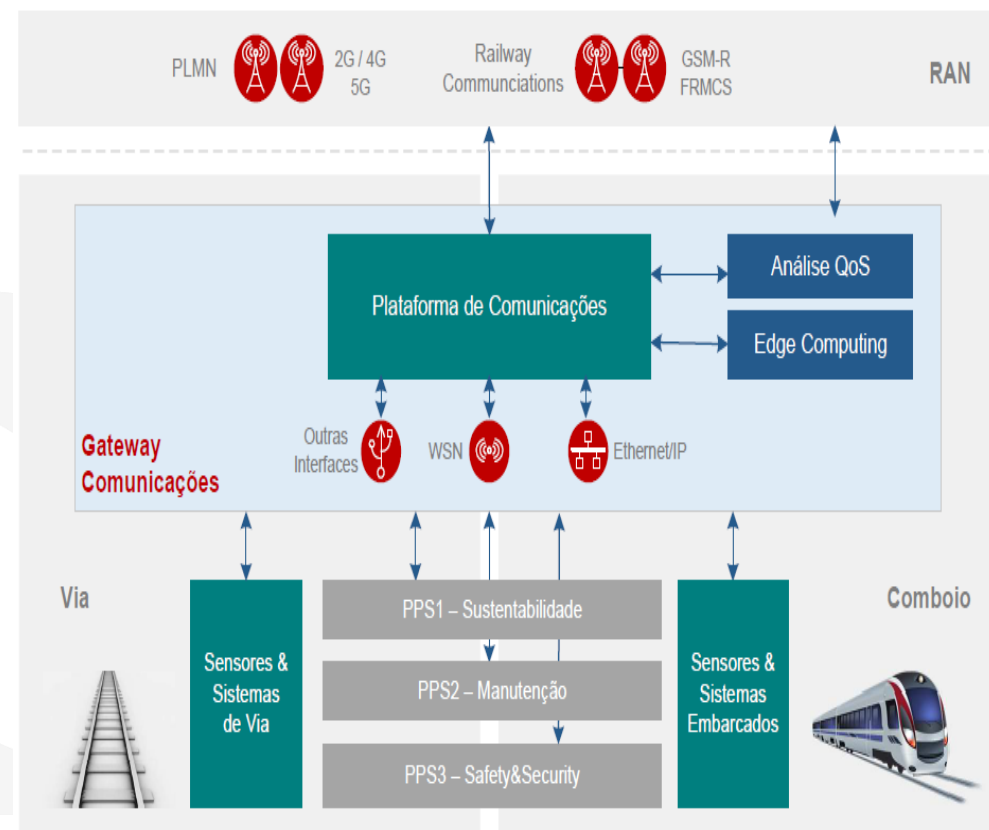 PLMN
2G / 4G
5G
Railway
Communciations
GSM-R
FRMCS
RAN
Plataforma de Comunicações
Análise QoS
Edge Computing
Gateway
Comunicações
Outras
Interfaces
WSN
Ethernet/IP
Via
Comboio
Sensores &
Sistemas
de Via
PPS1 – Sustentabilidade
PPS2 – Manutenção
PPS3 – Safety&Security
Sensores &
Sistemas
Embarcados